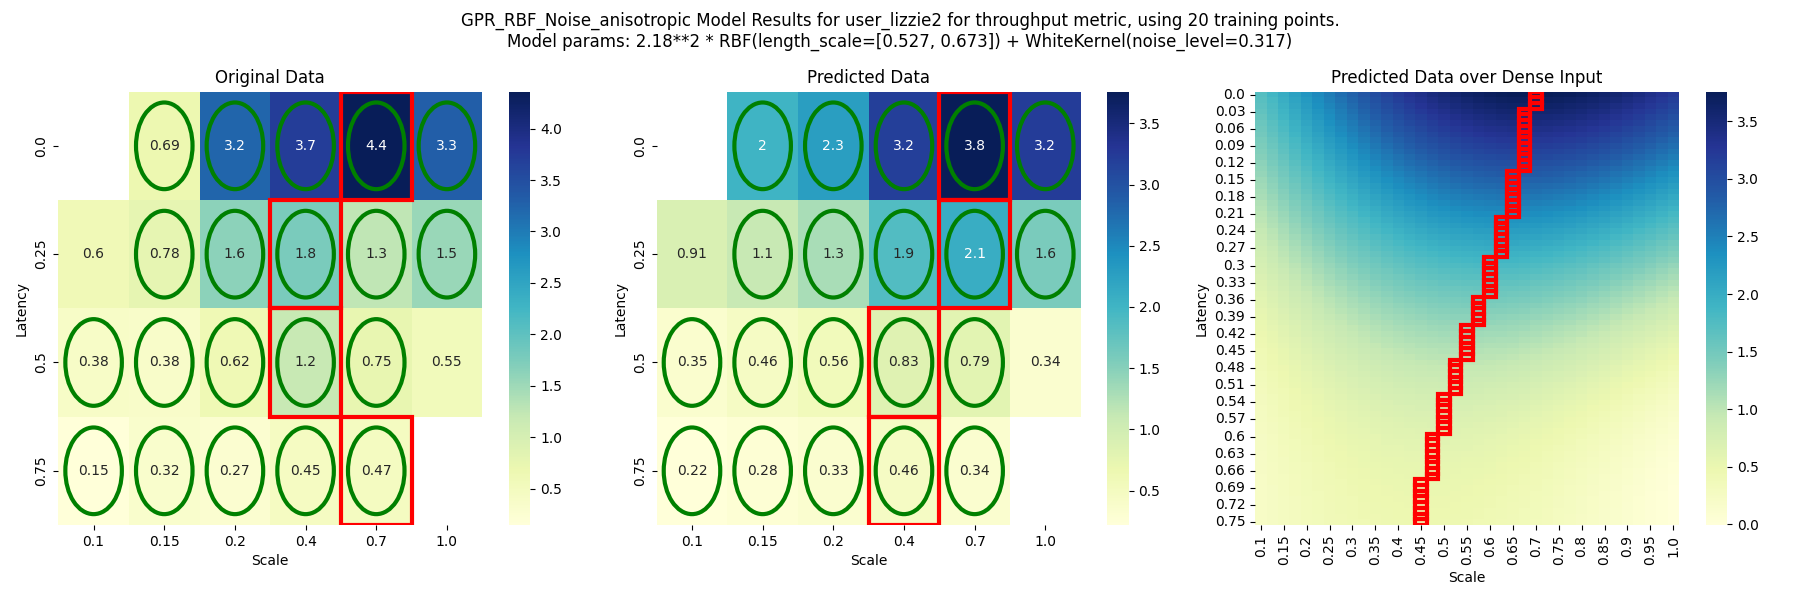 GPR_RBF_Noise_anisotropic Model Results for user_lizzie2 for throughput metric, using 20 training points.
Model params: 2.18**2 * RBF(length_scale=[0.527, 0.673]) + WhiteKernel(noise_level=0.317)
Original Data
Latency
0.0 0.69 3.2 3.7 4.4 3.3
0.25 0.6 0.78 1.6 1.8 1.3 1.5
0.5 0.38 0.38 0.62 1.2 0.75 0.55
0.75 0.15 0.32 0.27 0.45 0.47
0.1 0.15 0.2 0.4 0.7 1.0
Scale
4.0
3.5
3.0
2.5
2.0
1.5
1.0
0.5
Predicted Data
Latency
0.0 2 2.3 3.2 3.8 3.2
0.25 0.91 1.1 1.3 1.9 2.1 1.6
0.5 0.35 0.46 0.56 0.83 0.79 0.34
0.75 0.22 0.28 0.33 0.46 0.34
0.1 0.15 0.2 0.4 0.7 1.0
Scale
3.5
3.0
2.5
2.0
1.5
1.0
0.5
Predicted Data over Dense Input
Latency
0.0
0.03
0.06
0.09
0.12
0.15
0.18
0.21
0.24
0.27
0.3
0.33
0.36
0.39
0.42
0.45
0.48
0.51
0.54
0.57
0.6
0.63
0.66
0.69
0.72
0.75
0.1 0.15 0.2 0.25 0.3 0.35 0.4 0.45 0.5 0.55 0.6 0.65 0.7 0.75 0.8 0.85 0.9 0.95 1.0
Scale
3.5
3.0
2.5
2.0
1.5
1.0
0.5
0.0